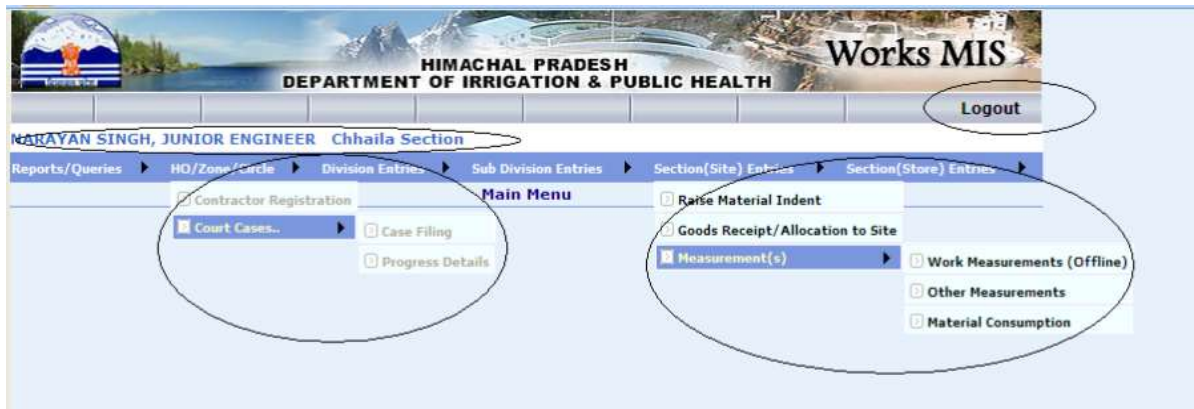 Works MIS
HIMACHAL PRADESH
DEPARTMENT OF IRRIGATION & PUBLIC HEALTH
Logout
NARAYAN SINGH, JUNIOR ENGINEER Chhaila Section
Reports/Queries HO/Zone/Circle Division Entries Sub Division Entries Section(Site) Entries Section(Store) Entries
Main Menu
Contractor Registration
Court Cases..
Case Filing
Progress Details
Raise Material Indent
Goods Receipt/Allocation to Site
Measurement(s)
Work Measurements (Offline)
Other Measurements
Material Consumption